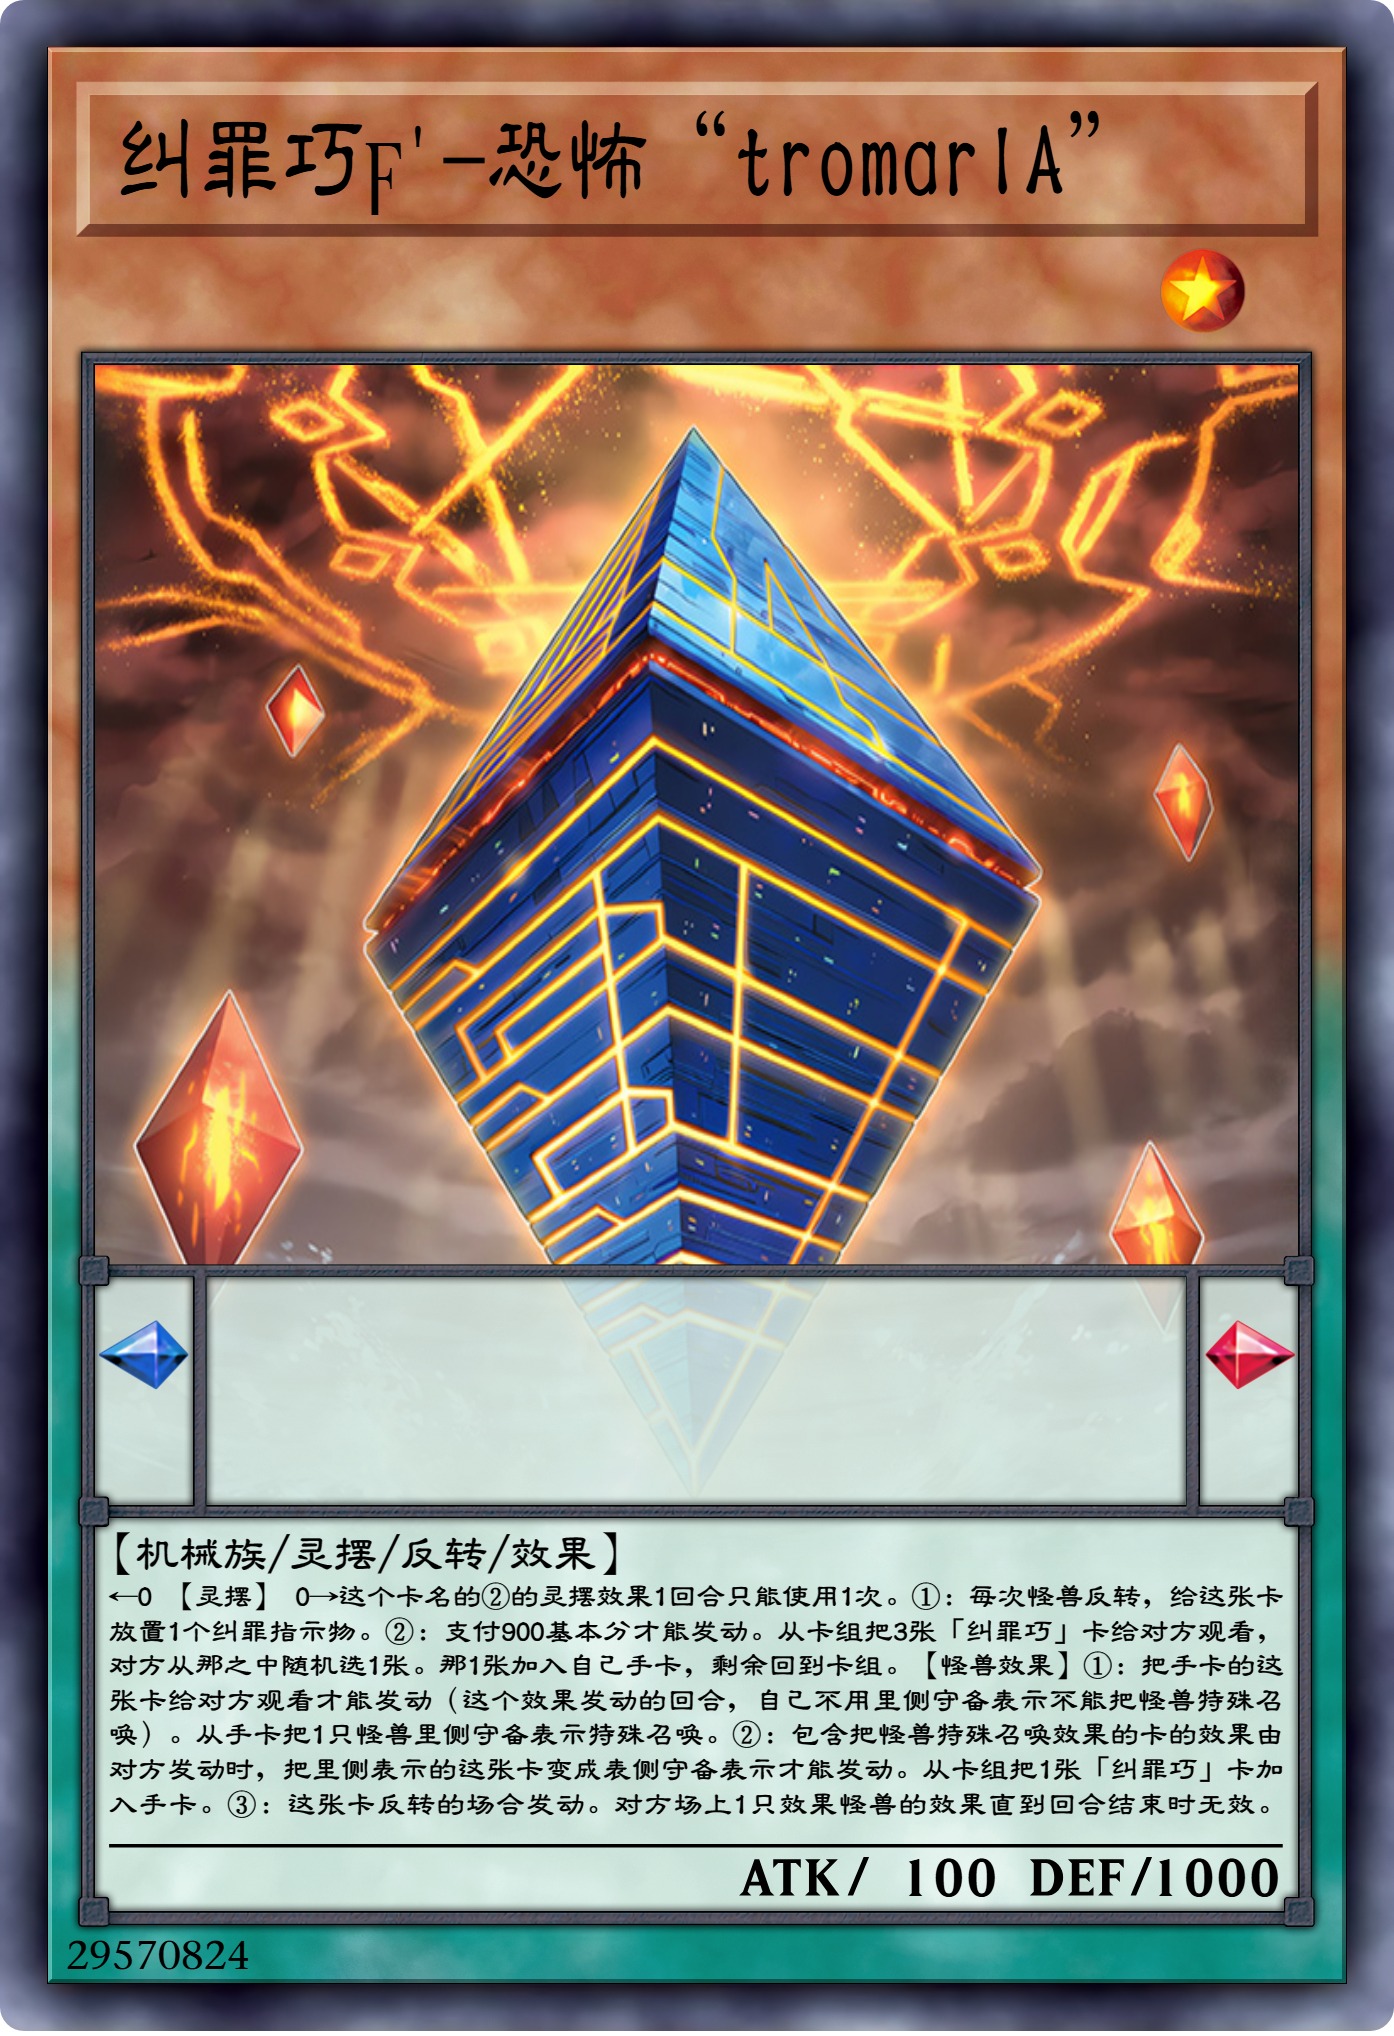 纠罪巧F'-恐怖“tromarIA”
【机械族/灵摆/反转/效果】
←0 【灵摆】 0→这个卡名的②的灵摆效果1回合只能使用1次。①：每次怪兽反转，给这张卡
放置1个纠罪指示物。②：支付900基本分才能发动。从卡组把3张「纠罪巧」卡给对方观看，
对方从那之中随机选1张。那1张加入自己手卡，剩余回到卡组。【怪兽效果】①：把手卡的这
张卡给对方观看才能发动（这个效果发动的回合，自己不用里侧守备表示不能把怪兽特殊召
唤）。从手卡把1只怪兽里侧守备表示特殊召唤。②：包含把怪兽特殊召唤效果的卡的效果由
对方发动时，把里侧表示的这张卡变成表侧守备表示才能发动。从卡组把1张「纠罪巧」卡加
入手卡。③：这张卡反转的场合发动。对方场上1只效果怪兽的效果直到回合结束时无效。
ATK/ 100 DEF/1000
29570824